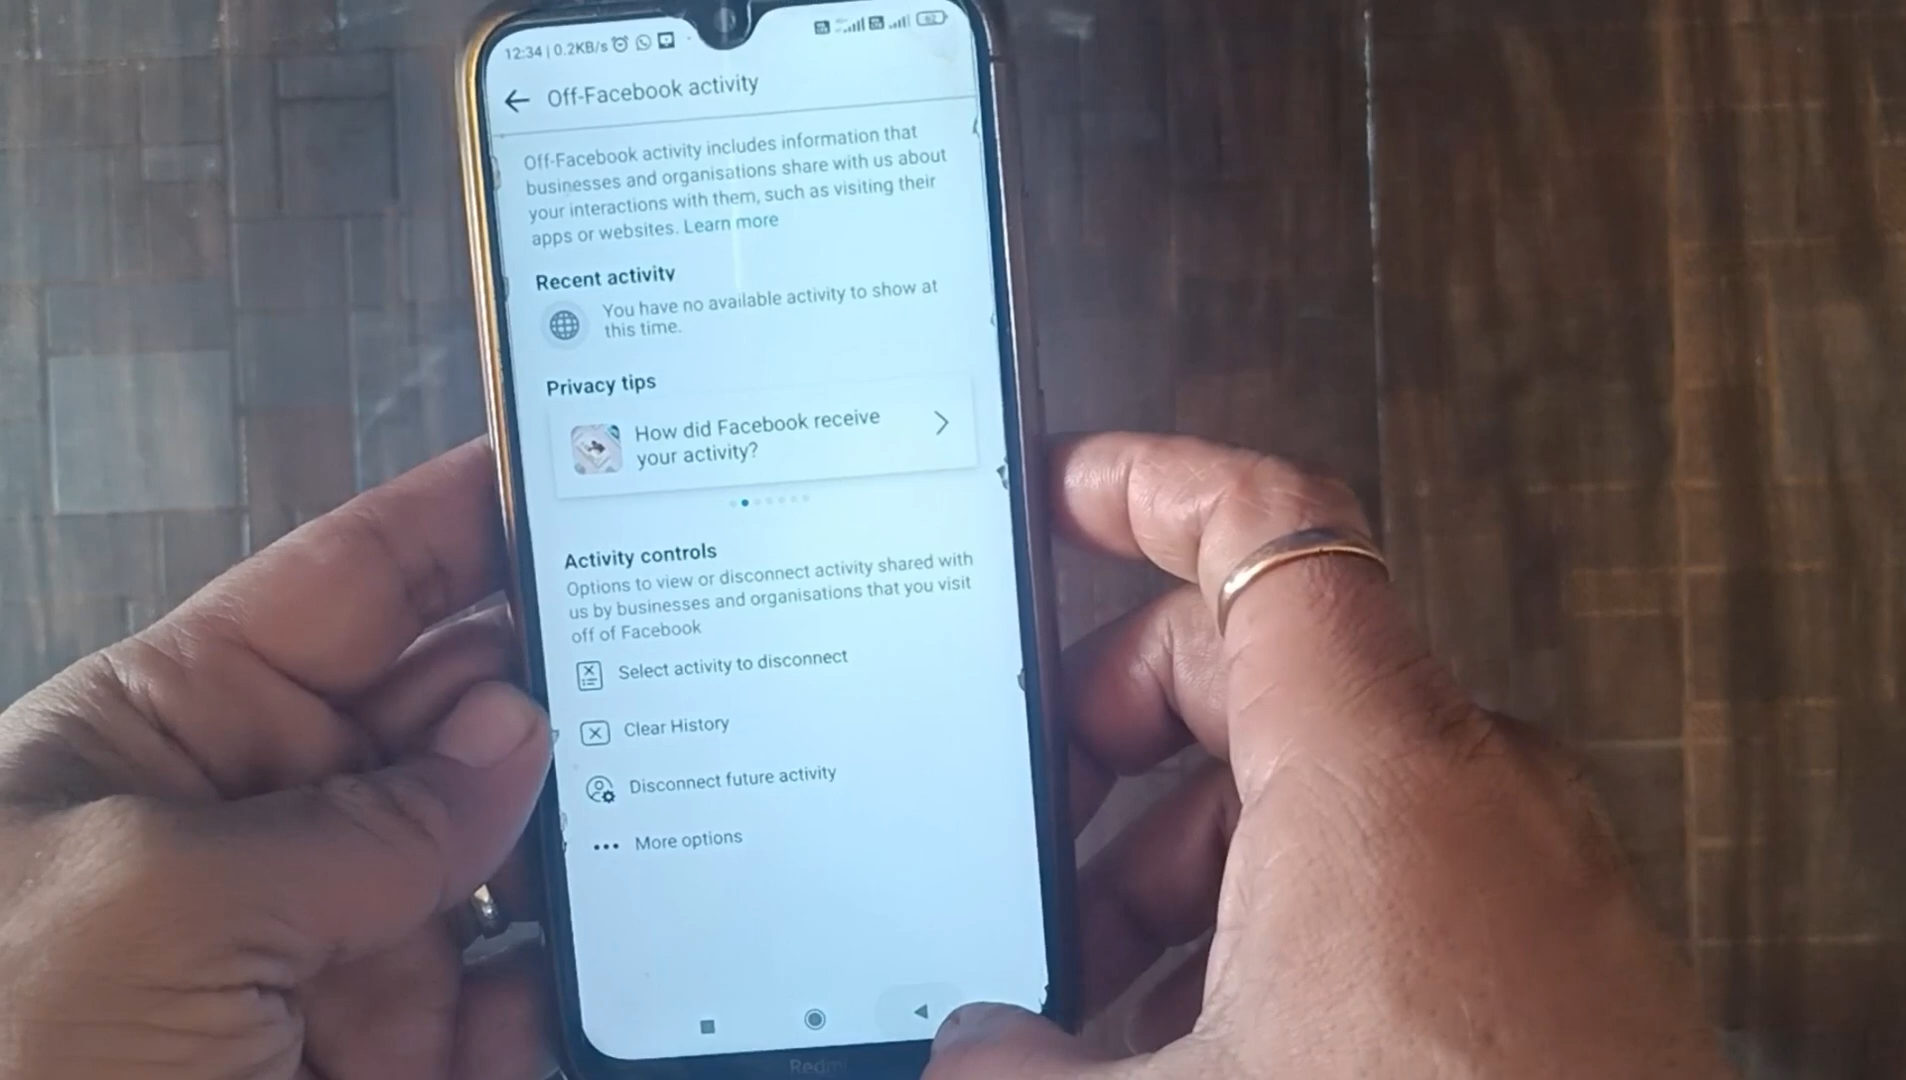 12:34 | 0.2KB/s
Off-Facebook activity
Off-Facebook activity includes information that
businesses and organisations share with us about
your interactions with them, such as visiting their
apps or websites. Learn more
Recent activity
You have no available activity to show at
this time.
Privacy tips
How did Facebook receive
your activity?
Activity controls
Options to view or disconnect activity shared with
us by businesses and organisations that you visit
off of Facebook
Select activity to disconnect
Clear History
Disconnect future activity
More options
Redmi